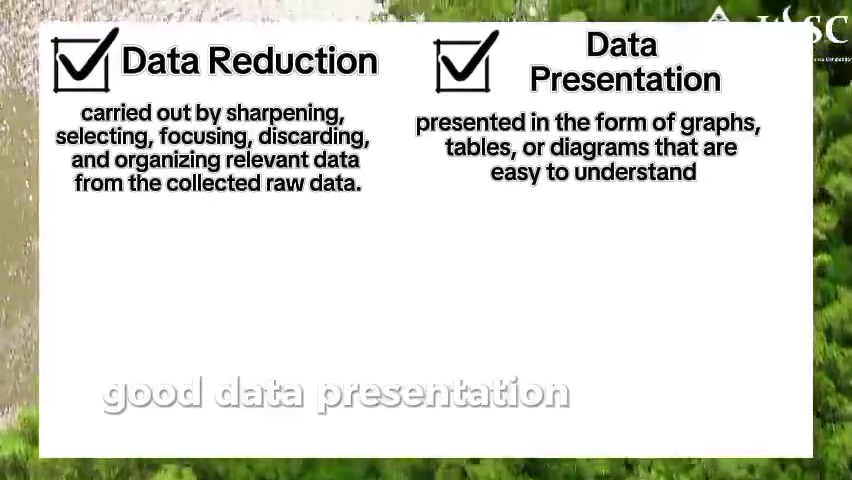 Data Reduction
carried out by sharpening,
selecting, focusing, discarding,
and organizing relevant data
from the collected raw data.
Data
Presentation
presented in the form of graphs,
tables, or diagrams that are
easy to understand
good data presentation